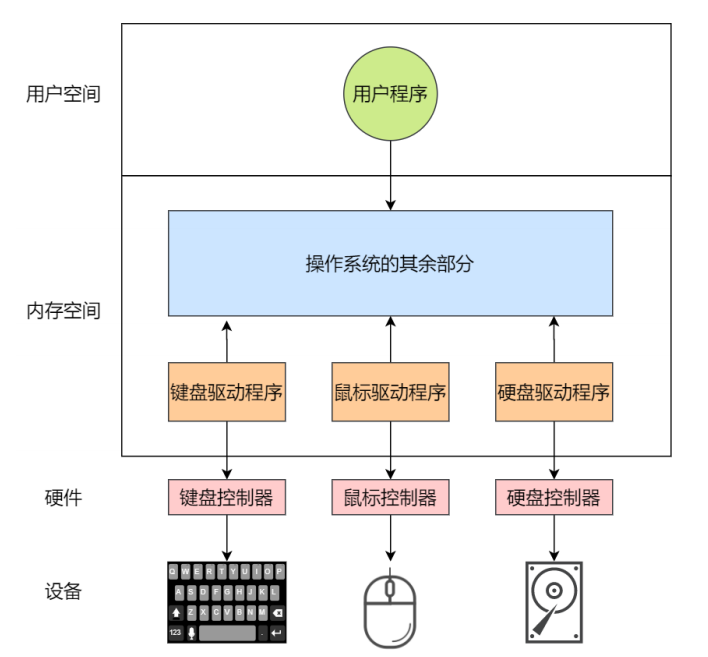 用户空间
用户程序
操作系统的其余部分
内存空间
键盘驱动程序
鼠标驱动程序
硬盘驱动程序
硬件
键盘控制器
鼠标控制器
硬盘控制器
设备
Q W E R T Y U I O P
A S D F G H J K L
Z X C V B N M
123 .